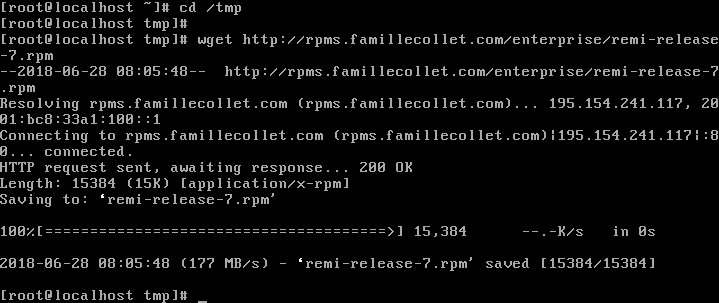 [root@localhost ~]# cd /tmp
[root@localhost tmp]#
[root@localhost tmp]# wget http://rpms.famillecollet.com/enterprise/remi-release
-7.rpm
--2018-06-28 08:05:48--  http://rpms.famillecollet.com/enterprise/remi-release-7
.rpm
Resolving rpms.famillecollet.com (rpms.famillecollet.com)... 195.154.241.117, 20
01:bc8:33a1:100::1
Connecting to rpms.famillecollet.com (rpms.famillecollet.com)|195.154.241.117|:8
0... connected.
HTTP request sent, awaiting response... 200 OK
Length: 15384 (15K) [application/x-rpm]
Saving to: ‘remi-release-7.rpm’
100%[======================================>] 15,384      --.-K/s   in 0s
2018-06-28 08:05:48 (177 MB/s) - ‘remi-release-7.rpm’ saved [15384/15384]
[root@localhost tmp]# _